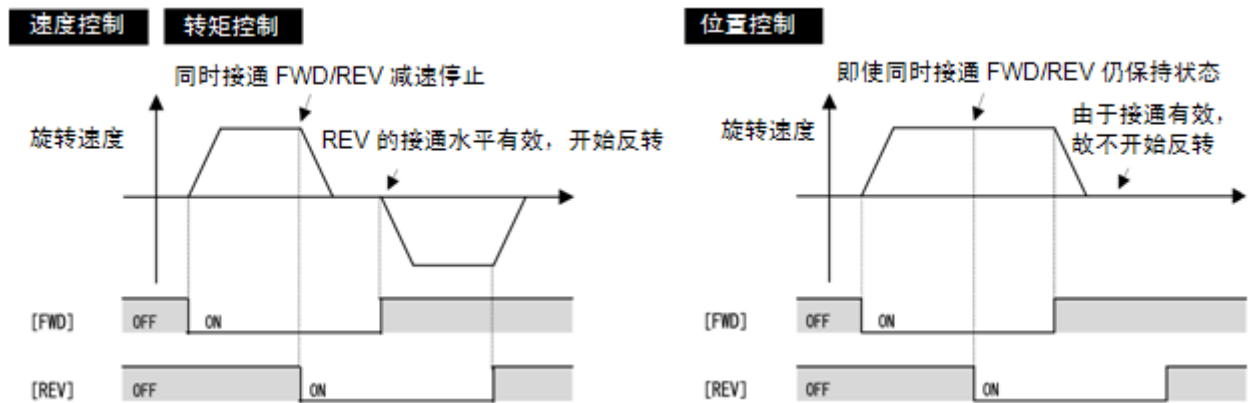 速度控制 转矩控制
同时接通 FWD/REV 减速停止
旋转速度
REV 的接通水平有效，开始反转
[FWD] OFF ON
[REV] OFF ON
位置控制
即使同时接通 FWD/REV 仍保持状态
旋转速度
由于接通有效，
故不开始反转
[FWD] OFF ON
[REV] OFF ON